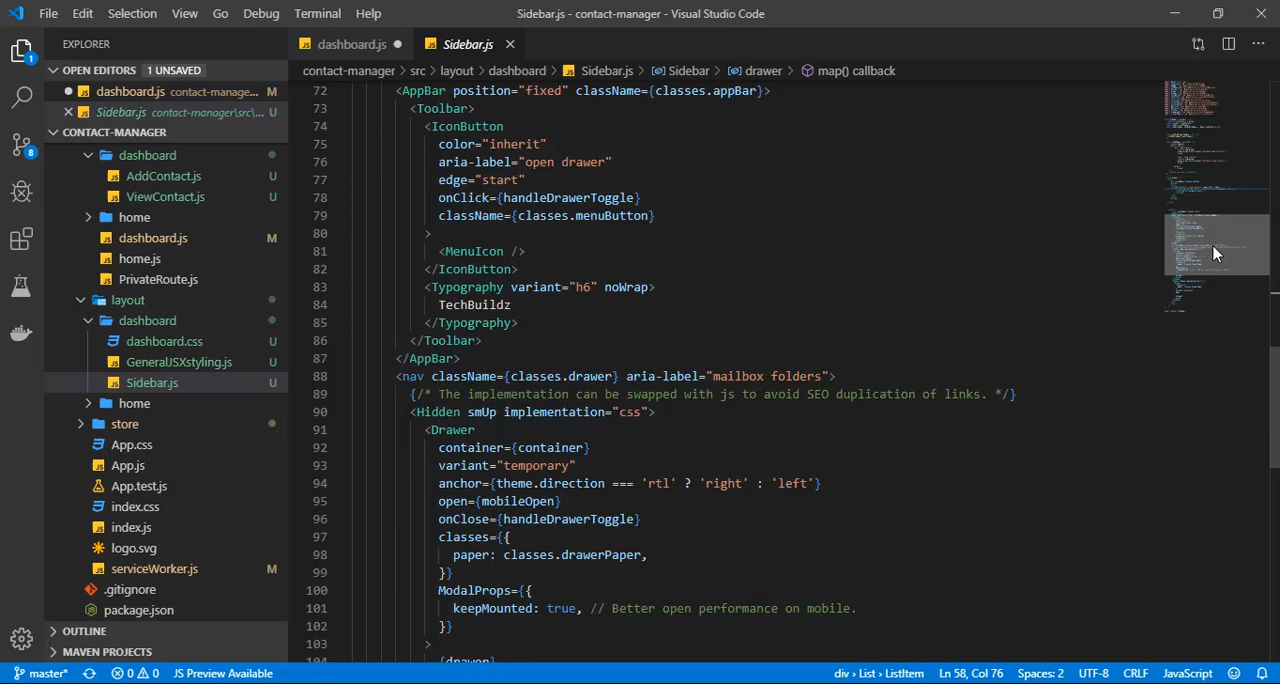 File Edit Selection View Go Debug Terminal Help Sidebar.js - contact-manager - Visual Studio Code
EXPLORER
OPEN EDITORS 1 UNSAVED
dashboard.js contact-manage... M
Sidebar.js contact-manager\src\... U
CONTACT-MANAGER
dashboard
AddContact.js U
ViewContact.js U
home
dashboard.js M
home.js
PrivateRoute.js
layout
dashboard
dashboard.css U
GeneralJSXstyling.js U
Sidebar.js U
home
store
App.css
App.js
App.test.js
index.css
index.js
logo.svg
serviceWorker.js M
.gitignore
package.json
OUTLINE
MAVEN PROJECTS
1
8
dashboard.js Sidebar.js
contact-manager > src > layout > dashboard > Sidebar.js > Sidebar > drawer > map() callback
72 <AppBar position="fixed" className={classes.appBar}>
73 <Toolbar>
74 <IconButton
75 color="inherit"
76 aria-label="open drawer"
77 edge="start"
78 onClick={handleDrawerToggle}
79 className={classes.menuButton}
80 >
81 <MenuIcon />
82 </IconButton>
83 <Typography variant="h6" noWrap>
84 TechBuildz
85 </Typography>
86 </Toolbar>
87 </AppBar>
88 <nav className={classes.drawer} aria-label="mailbox folders">
89 {/* The implementation can be swapped with js to avoid SEO duplication of links. */}
90 <Hidden smUp implementation="css">
91 <Drawer
92 container={container}
93 variant="temporary"
94 anchor={theme.direction === 'rtl' ? 'right' : 'left'}
95 open={mobileOpen}
96 onClose={handleDrawerToggle}
97 classes={{
98 paper: classes.drawerPaper,
99 }}
100 ModalProps={{
101 keepMounted: true, // Better open performance on mobile.
102 }}
103 >
104 {drawer}
master* 0 0 JS Preview Available div > List > ListItem Ln 58, Col 76 Spaces: 2 UTF-8 CRLF JavaScript